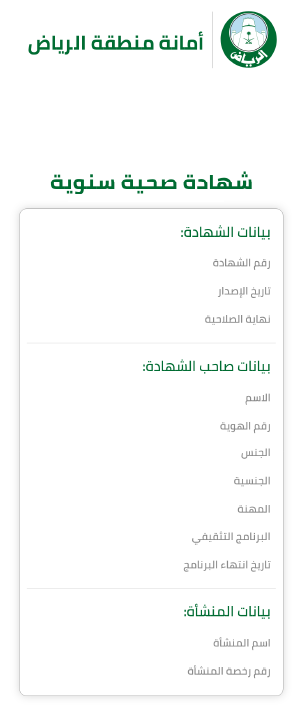 أمانة منطقة الرياض
الرياض
شهادة صحية سنوية
بيانات الشهادة:
رقم الشهادة
تاريخ الإصدار
نهاية الصلاحية
بيانات صاحب الشهادة:
الاسم
رقم الهوية
الجنس
الجنسية
المهنة
البرنامج التثقيفي
تاريخ انتهاء البرنامج
بيانات المنشأة:
اسم المنشأة
رقم رخصة المنشأة